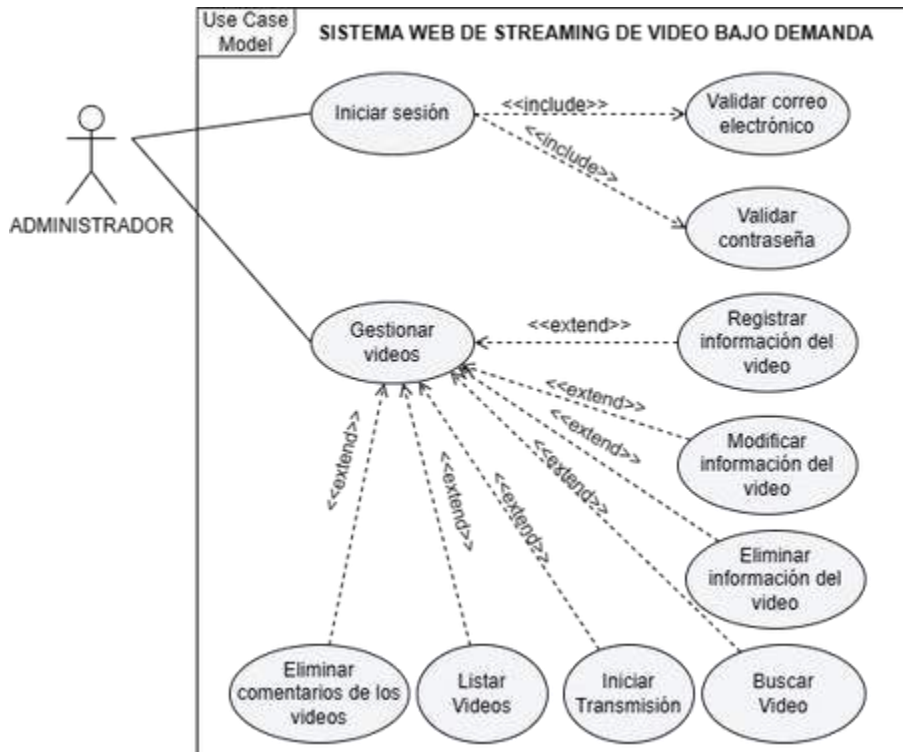 Use Case
Model
SISTEMA WEB DE STREAMING DE VIDEO BAJO DEMANDA
ADMINISTRADOR
Iniciar sesión
<<include>>
Validar correo
electrónico
<<include>>
Validar
contraseña
Gestionar
videos
<<extend>>
Registrar
información del
video
<<extend>>
Modificar
información del
video
<<extend>>
Eliminar
información del
video
<<extend>>
Buscar
Video
<<extend>>
Iniciar
Transmisión
<<extend>>
Listar
Videos
<<extend>>
Eliminar
comentarios de los
videos